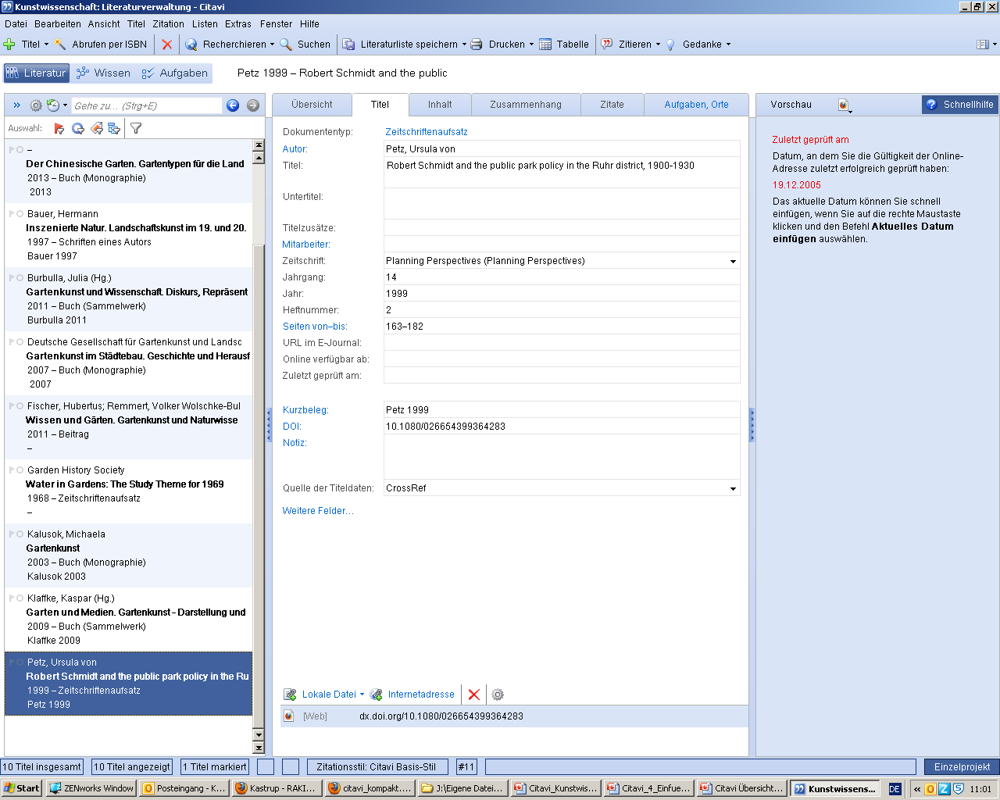 Kunstwissenschaft: Literaturverwaltung - Citavi
Datei Bearbeiten Ansicht Titel Zitation Listen Extras Fenster Hilfe
Titel Abrufen per ISBN Recherchieren Suchen Literaturliste speichern Drucken Tabelle Zitieren Gedanke
Literatur Wissen Aufgaben Petz 1999 – Robert Schmidt and the public
Gehe zu... (Strg+E)
Auswahl:
–
Der Chinesische Garten. Gartentypen für die Land
2013 – Buch (Monographie)
2013
Bauer, Hermann
Inszenierte Natur. Landschaftskunst im 19. und 20.
1997 – Schriften eines Autors
Bauer 1997
Burbulla, Julia (Hg.)
Gartenkunst und Wissenschaft. Diskurs, Repräsent
2011 – Buch (Sammelwerk)
Burbulla 2011
Deutsche Gesellschaft für Gartenkunst und Landsc
Gartenkunst im Städtebau. Geschichte und Herausf
2007 – Buch (Monographie)
2007
Fischer, Hubertus; Remmert, Volker Wolschke-Bul
Wissen und Gärten. Gartenkunst und Naturwisse
2011 – Beitrag
–
Garden History Society
Water in Gardens: The Study Theme for 1969
1968 – Zeitschriftenaufsatz
–
Kalusok, Michaela
Gartenkunst
2003 – Buch (Monographie)
Kalusok 2003
Klaffke, Kaspar (Hg.)
Garten und Medien. Gartenkunst - Darstellung und
2009 – Buch (Sammelwerk)
Klaffke 2009
Petz, Ursula von
Robert Schmidt and the public park policy in the Ru
1999 – Zeitschriftenaufsatz
Petz 1999
Übersicht Titel Inhalt Zusammenhang Zitate Aufgaben, Orte
Dokumententyp: Zeitschriftenaufsatz
Autor: Petz, Ursula von
Titel: Robert Schmidt and the public park policy in the Ruhr district, 1900-1930
Untertitel:
Titelzusätze:
Mitarbeiter:
Zeitschrift: Planning Perspectives (Planning Perspectives)
Jahrgang: 14
Jahr: 1999
Heftnummer: 2
Seiten von–bis: 163–182
URL im E-Journal:
Online verfügbar ab:
Zuletzt geprüft am:
Kurzbeleg: Petz 1999
DOI: 10.1080/026654399364283
Notiz:
Quelle der Titeldaten: CrossRef
Weitere Felder...
Lokale Datei Internetadresse
[Web] dx.doi.org/10.1080/026654399364283
Vorschau Schnellhilfe
Zuletzt geprüft am
Datum, an dem Sie die Gültigkeit der Online-
Adresse zuletzt erfolgreich geprüft haben:
19.12.2005
Das aktuelle Datum können Sie schnell
einfügen, wenn Sie auf die rechte Maustaste
klicken und den Befehl Aktuelles Datum
einfügen auswählen.
10 Titel insgesamt 10 Titel angezeigt 1 Titel markiert Zitationsstil: Citavi Basis-Stil #11 Einzelprojekt
Start ZENworks Window Posteingang - K... Kastrup – RAKI... citavi_kompakt.... J:\Eigene Datei... Citavi_Kunstwis... Citavi_4_Einfue... Citavi Übersicht... Kunstwissens... DE « 11:01